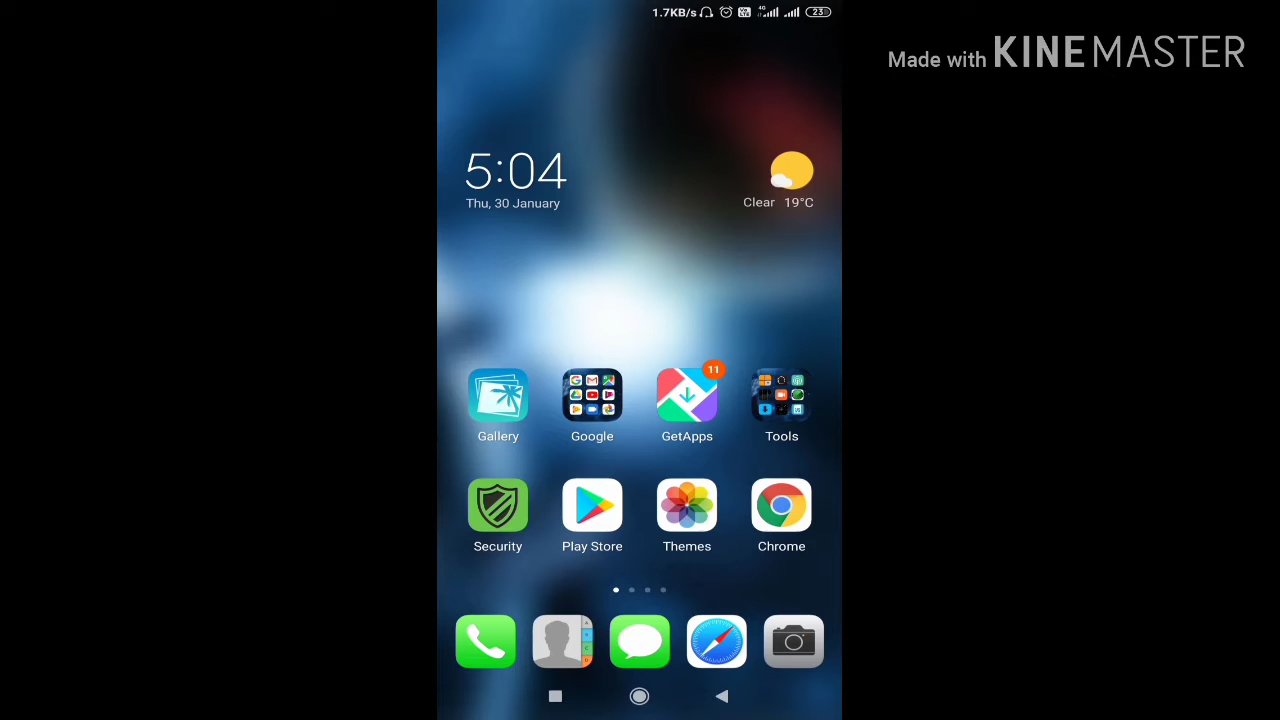 1.7KB/s 4G 23
Made with KINEMASTER
5:04
Thu, 30 January
Clear 19°C
11
Gallery Google GetApps Tools
Security Play Store Themes Chrome